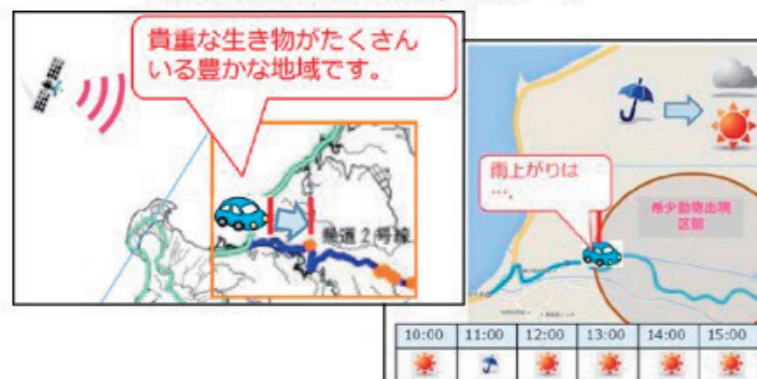 貴重な生き物がたくさん
いる豊かな地域です。
県道2号線
雨上がりは
…。
希少動物出現
区間
10:00 11:00 12:00 13:00 14:00 15:00